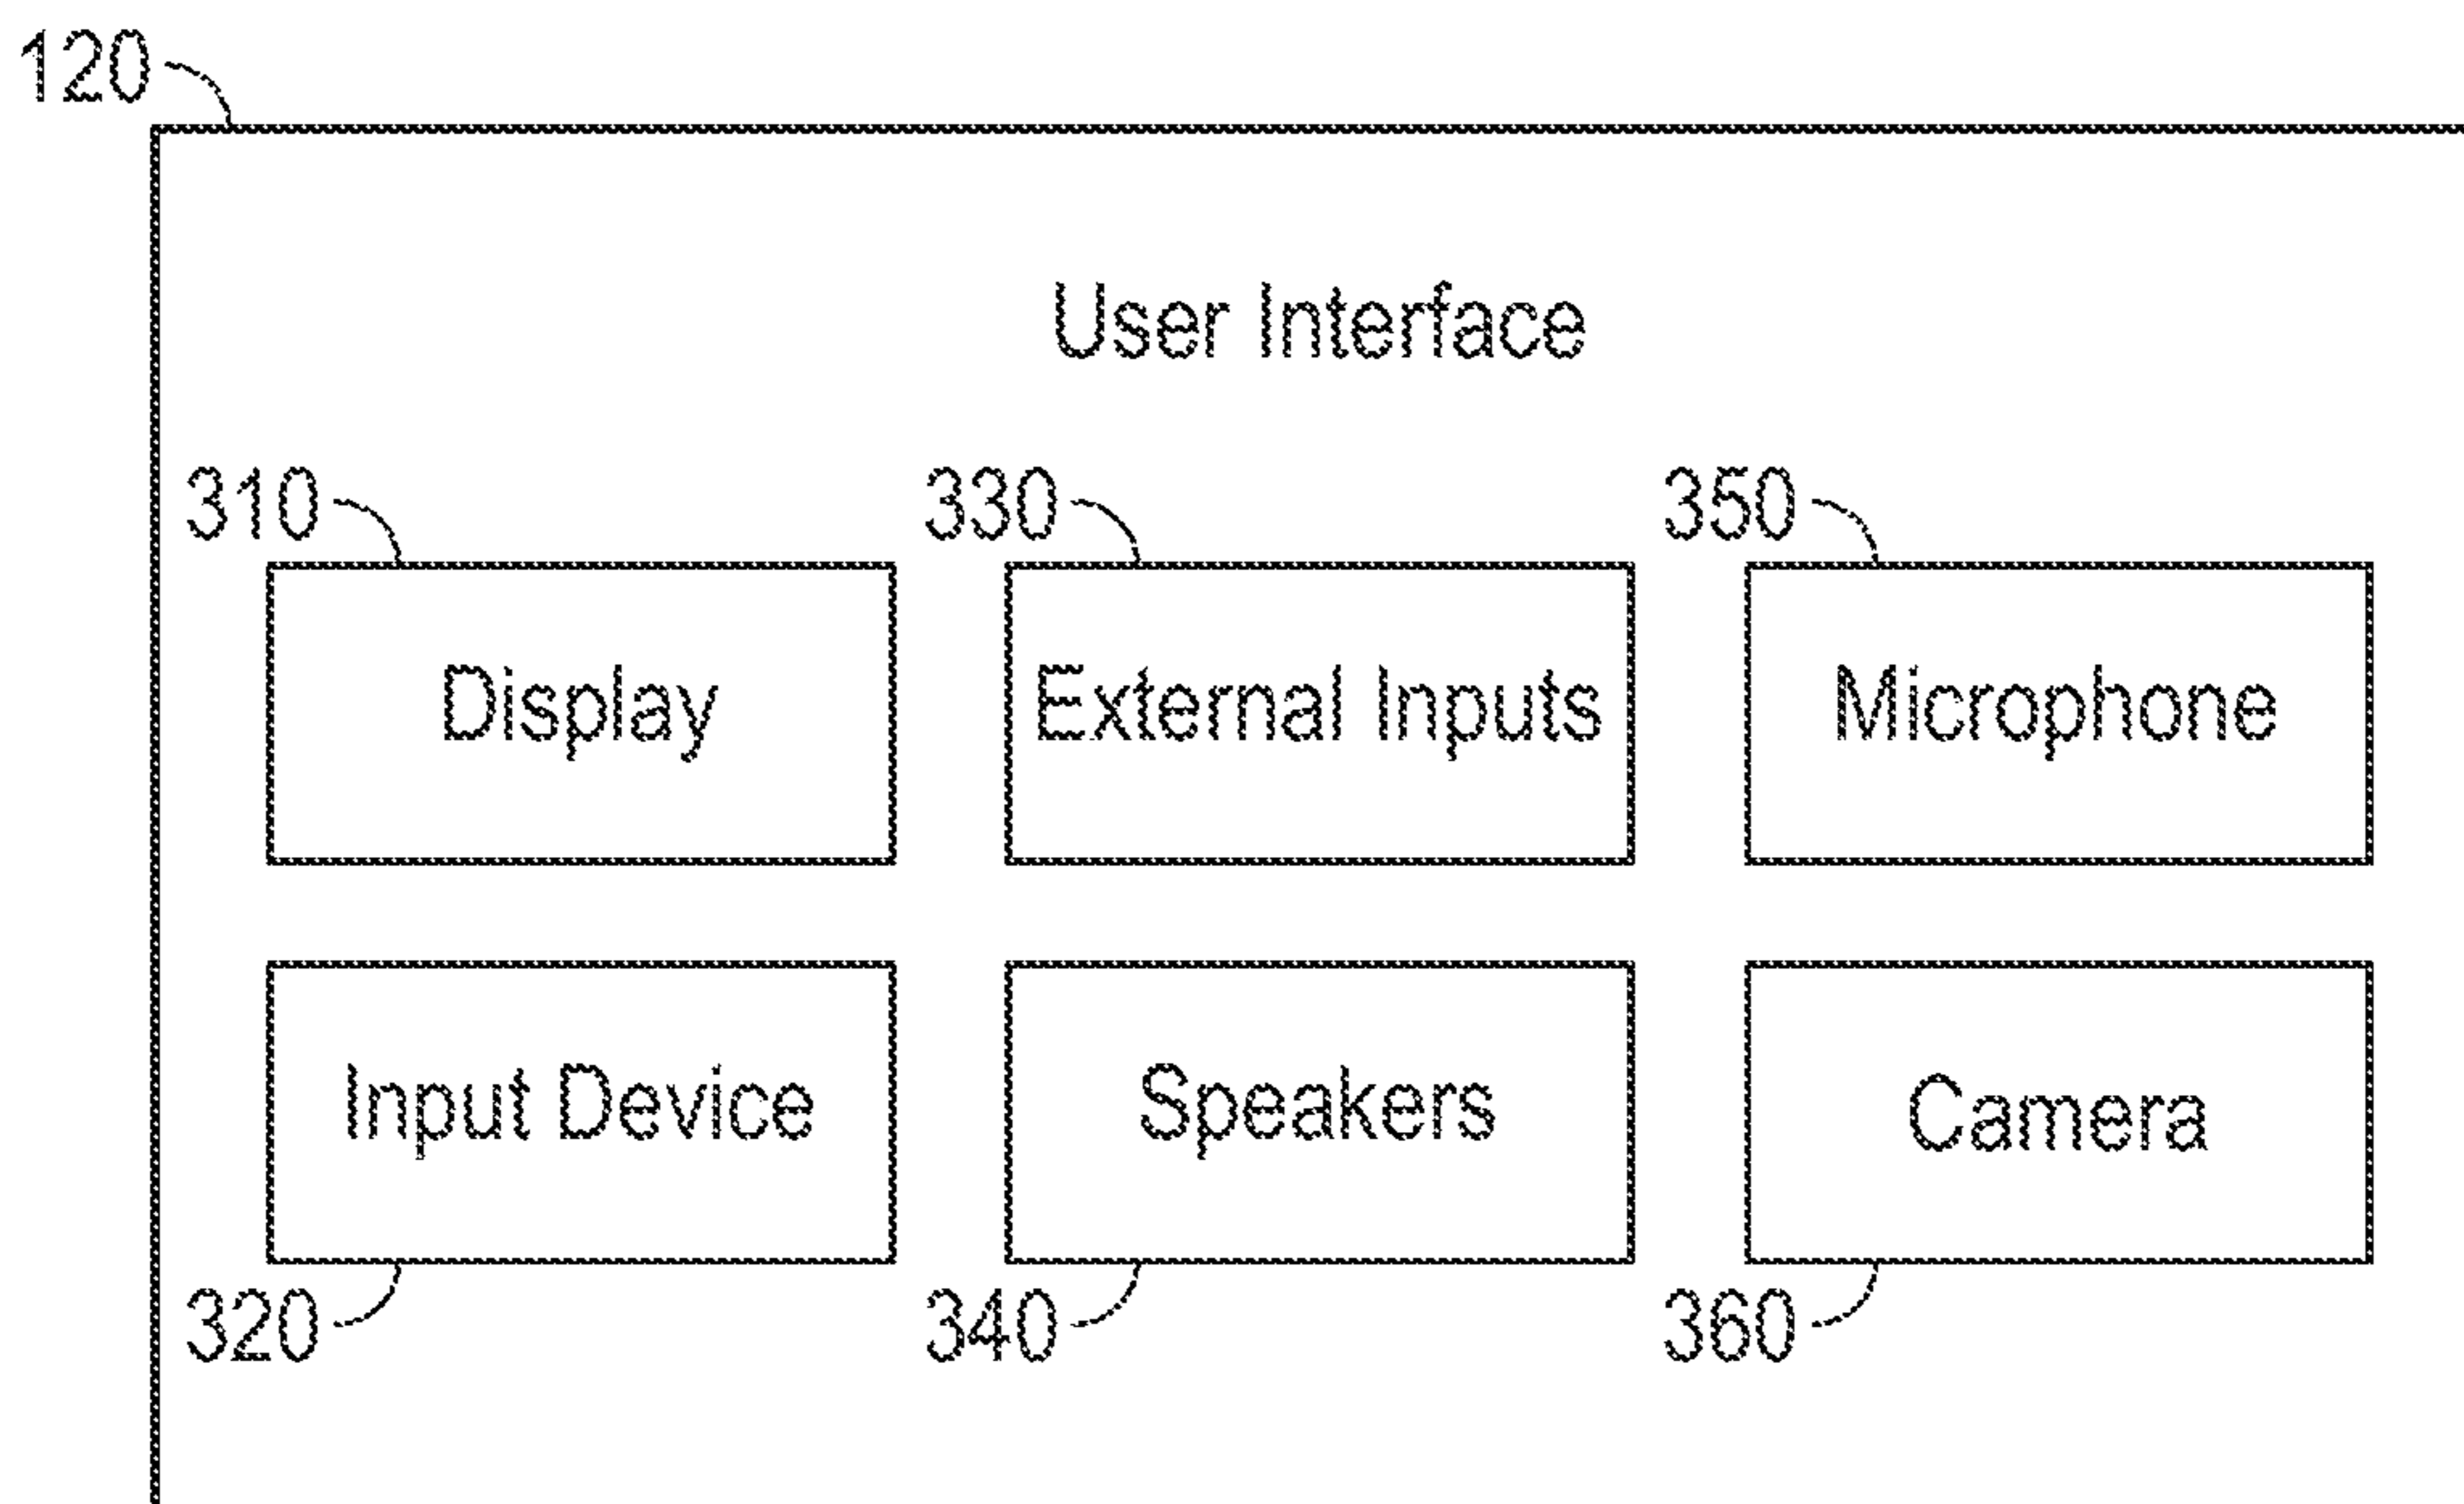 120
User Interface
310
330
350
Display
External Inputs
Microphone
Input Device
Speakers
Camera
320
340
360